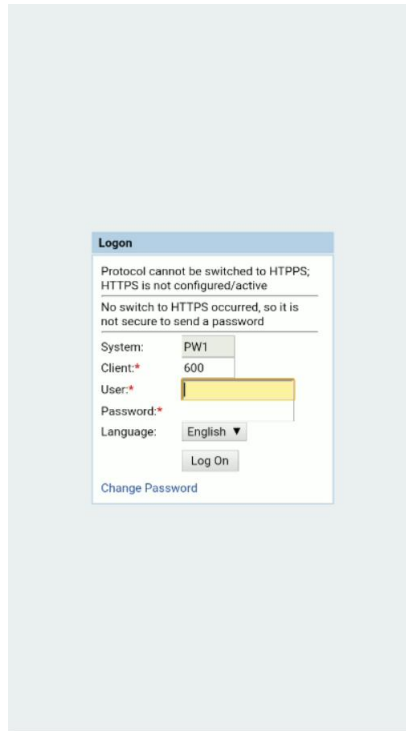 Logon
Protocol cannot be switched to HTPPS;
HTTPS is not configured/active
No switch to HTTPS occurred, so it is
not secure to send a password
System: PW1
Client:* 600
User:*
Password:*
Language: English ▼
Log On
Change Password